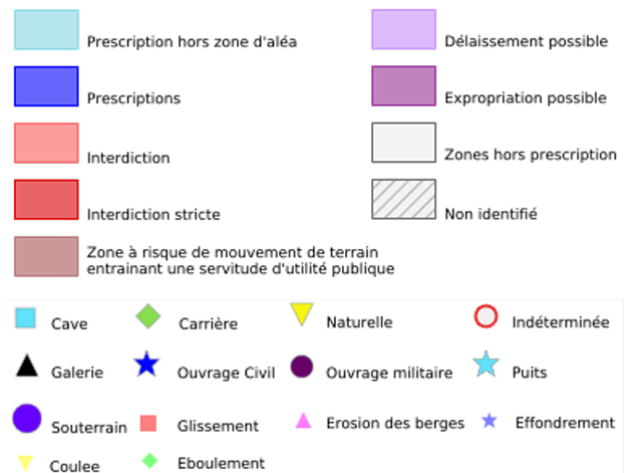 Prescription hors zone d'aléa
Délaissement possible
Prescriptions
Expropriation possible
Interdiction
Zones hors prescription
Interdiction stricte
Non identifié
Zone à risque de mouvement de terrain
entrainant une servitude d'utilité publique
Cave
Carrière
Naturelle
Indéterminée
Galerie
Ouvrage Civil
Ouvrage militaire
Puits
Souterrain
Glissement
Erosion des berges
Effondrement
Coulee
Eboulement